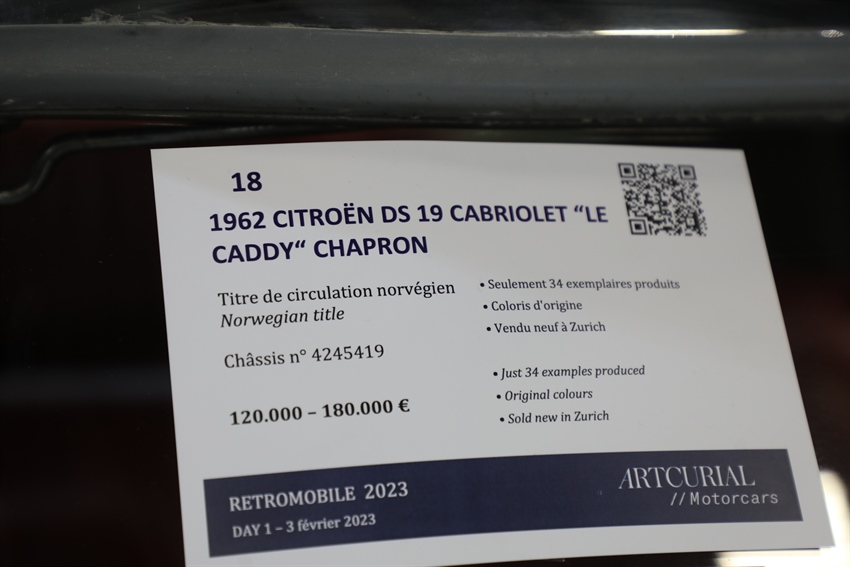 18
1962 CITROËN DS 19 CABRIOLET “LE
CADDY“ CHAPRON
Titre de circulation norvégien
Norwegian title
Châssis n° 4245419
120.000 – 180.000 €
• Seulement 34 exemplaires produits
• Coloris d'origine
• Vendu neuf à Zurich
• Just 34 examples produced
• Original colours
• Sold new in Zurich
RETROMOBILE 2023
DAY 1 – 3 février 2023
ARTCURIAL
//Motorcars